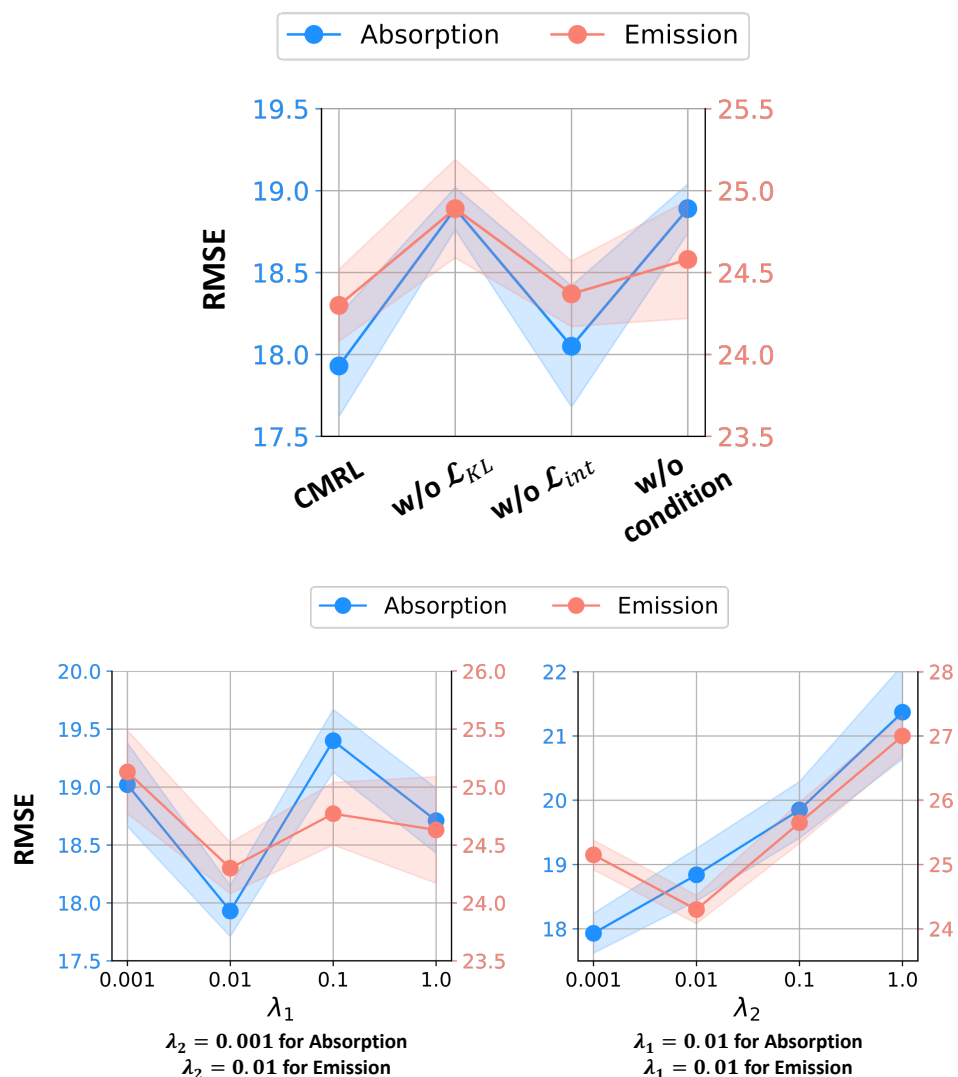 Absorption Emission
19.5 25.5
19.0 25.0
18.5 24.5
18.0 24.0
17.5 23.5
RMSE
CMRL w/o ℒ_KL w/o ℒ_int w/o condition
Absorption Emission
20.0 26.0
19.5 25.5
19.0 25.0
18.5 24.5
18.0 24.0
17.5 23.5
RMSE
0.001 0.01 0.1 1.0
λ₁
λ₂ = 0.001 for Absorption
λ₂ = 0.01 for Emission
22 28
21 27
20 26
19 25
18 24
0.001 0.01 0.1 1.0
λ₂
λ₁ = 0.01 for Absorption
λ₁ = 0.01 for Emission